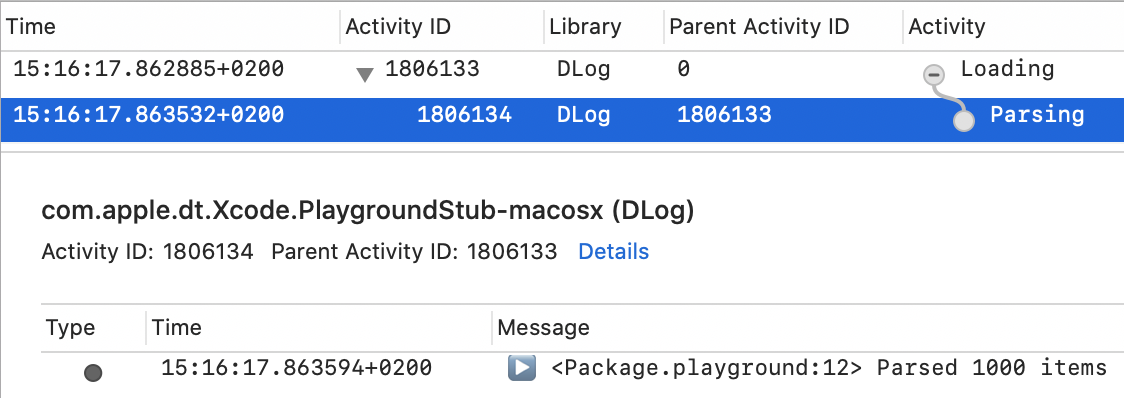 Time Activity ID Library Parent Activity ID Activity
15:16:17.862885+0200 1806133 DLog 0 Loading
15:16:17.863532+0200 1806134 DLog 1806133 Parsing
com.apple.dt.Xcode.PlaygroundStub-macosx (DLog)
Activity ID: 1806134 Parent Activity ID: 1806133 Details
Type Time Message
15:16:17.863594+0200 <Package.playground:12> Parsed 1000 items